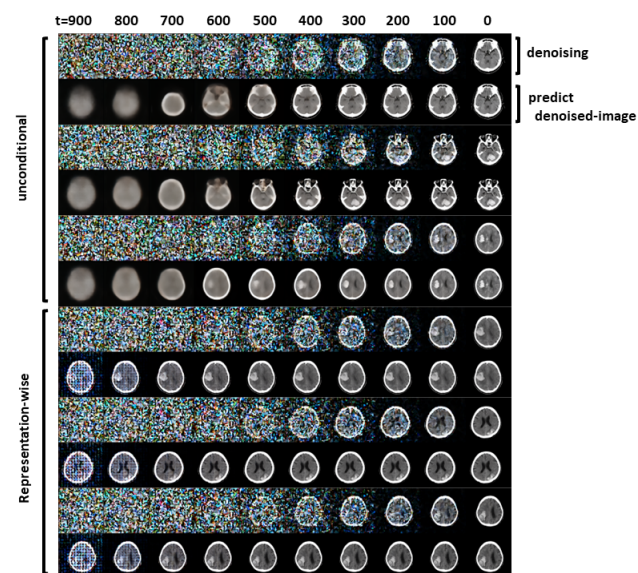 t=900 800 700 600 500 400 300 200 100 0
denoising
predict
denoised-image
unconditional
Representation-wise